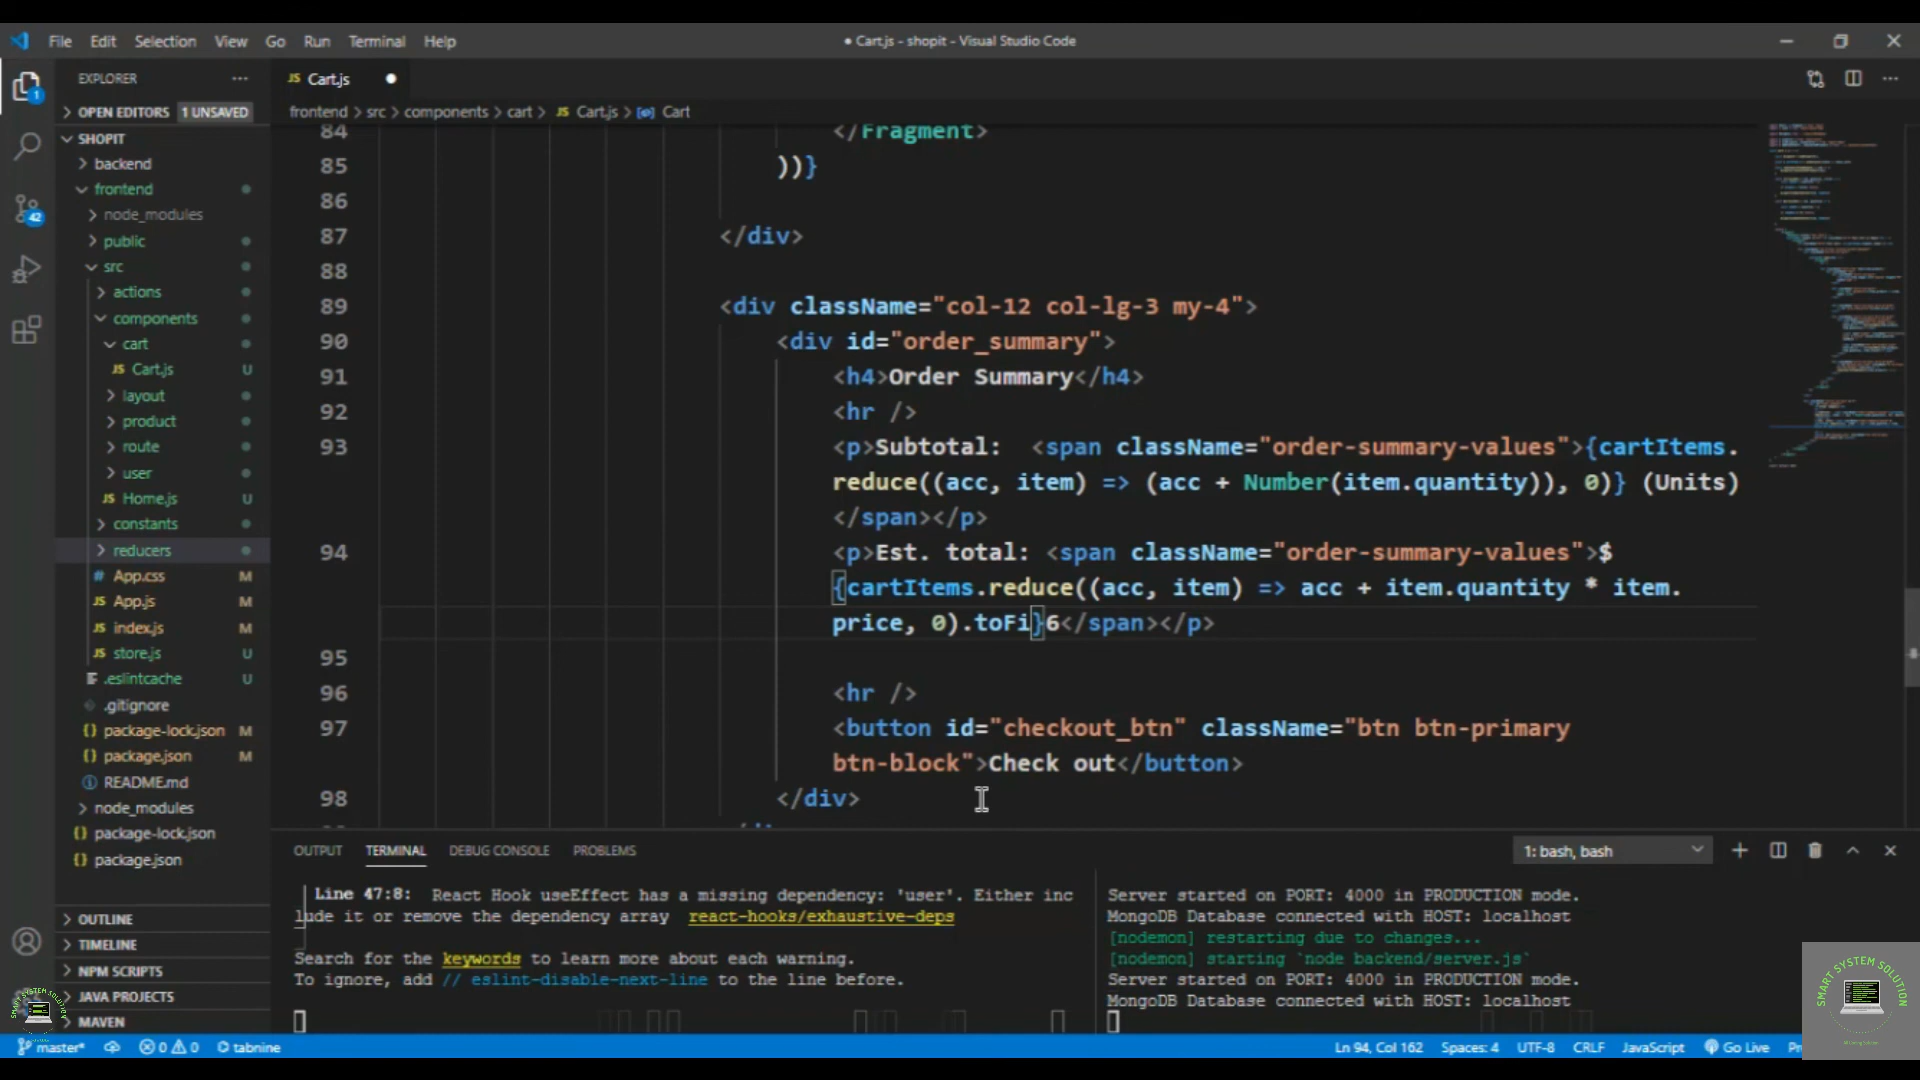 File Edit Selection View Go Run Terminal Help
● Cart.js - shopit - Visual Studio Code
EXPLORER
OPEN EDITORS 1 UNSAVED
SHOPIT
backend
frontend
node_modules
public
src
actions
components
cart
JS Cart.js U
layout
product
route
user
JS Home.js U
constants
reducers
# App.css M
JS App.js M
JS index.js M
JS store.js M
.eslintcache U
.gitignore
{} package-lock.json M
{} package.json M
README.md
node_modules
{} package-lock.json
{} package.json
OUTLINE
TIMELINE
NPM SCRIPTS
JAVA PROJECTS
MAVEN
1
42
JS Cart.js ●
frontend > src > components > cart > JS Cart.js > Cart
84 </Fragment>
85 ))}
86
87 </div>
88
89 <div className="col-12 col-lg-3 my-4">
90 <div id="order_summary">
91 <h4>Order Summary</h4>
92 <hr />
93 <p>Subtotal:  <span className="order-summary-values">{cartItems.
reduce((acc, item) => (acc + Number(item.quantity)), 0)} (Units)
</span></p>
94 <p>Est. total: <span className="order-summary-values">$
{cartItems.reduce((acc, item) => acc + item.quantity * item.
price, 0).toFi}6</span></p>
95
96 <hr />
97 <button id="checkout_btn" className="btn btn-primary
btn-block">Check out</button>
98 </div>
OUTPUT TERMINAL DEBUG CONSOLE PROBLEMS
1: bash, bash
Line 47:8:  React Hook useEffect has a missing dependency: 'user'. Either inc
lude it or remove the dependency array  react-hooks/exhaustive-deps
Search for the keywords to learn more about each warning.
To ignore, add // eslint-disable-next-line to the line before.
Server started on PORT: 4000 in PRODUCTION mode.
MongoDB Database connected with HOST: localhost
[nodemon] restarting due to changes...
[nodemon] starting `node backend/server.js`
Server started on PORT: 4000 in PRODUCTION mode.
MongoDB Database connected with HOST: localhost
SMART SYSTEM SOLUTION
master* 0 0 tabnine
Ln 94, Col 162 Spaces: 4 UTF-8 CRLF JavaScript Go Live